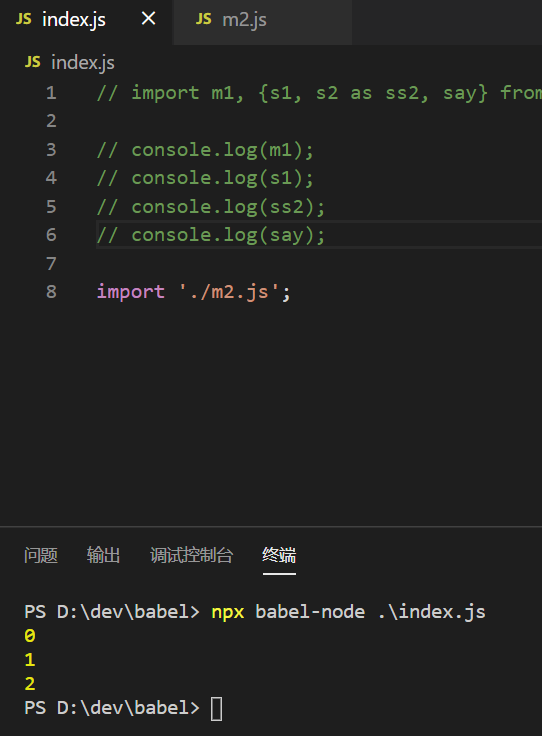 JS index.js × JS m2.js
JS index.js
1 // import m1, {s1, s2 as ss2, say} from
2
3 // console.log(m1);
4 // console.log(s1);
5 // console.log(ss2);
6 // console.log(say);
7
8 import './m2.js';
问题 输出 调试控制台 终端
PS D:\dev\babel> npx babel-node .\index.js
0
1
2
PS D:\dev\babel>